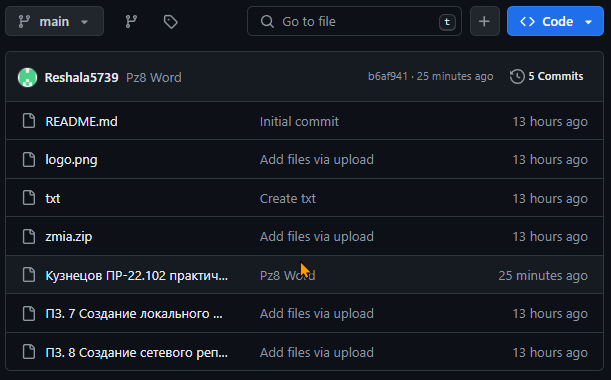 main Go to file t Code
Reshala5739 Pz8 Word b6af941 · 25 minutes ago 5 Commits
README.md Initial commit 13 hours ago
logo.png Add files via upload 13 hours ago
txt Create txt 13 hours ago
zmia.zip Add files via upload 13 hours ago
Кузнецов ПР-22.102 практич... Pz8 Word 25 minutes ago
ПЗ. 7 Создание локального ... Add files via upload 13 hours ago
ПЗ. 8 Создание сетевого реп... Add files via upload 13 hours ago